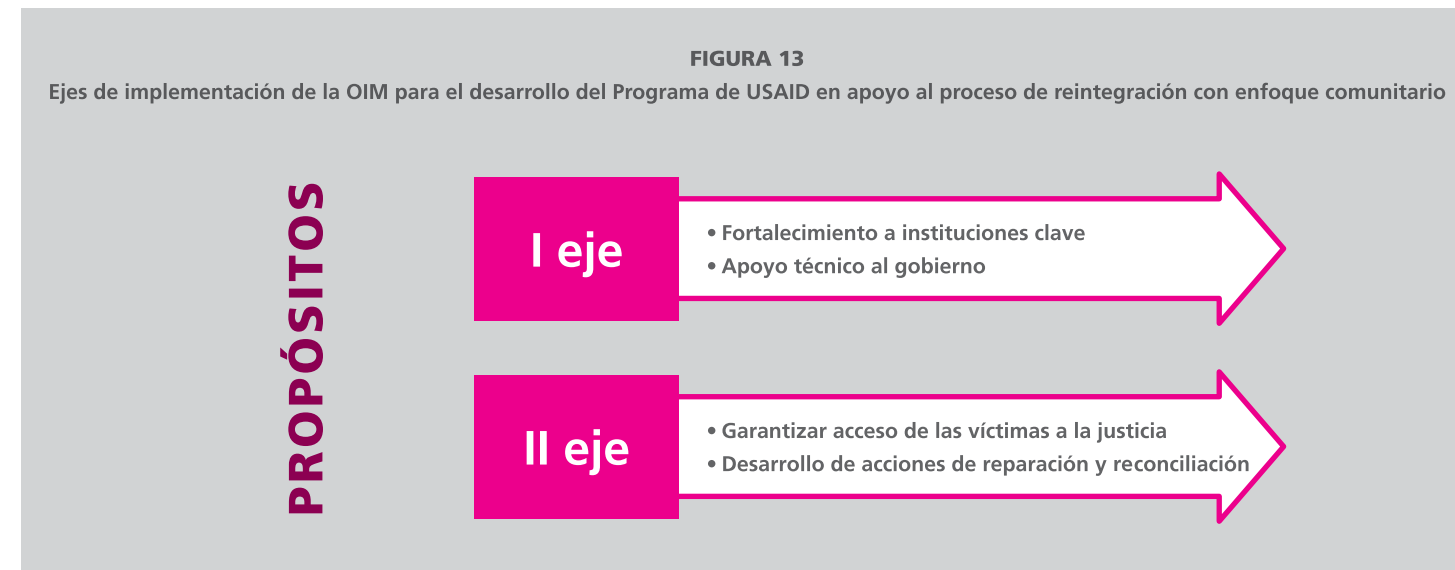 FIGURA 13
Ejes de implementación de la OIM para el desarrollo del Programa de USAID en apoyo al proceso de reintegración con enfoque comunitario
PROPÓSITOS
I eje
• Fortalecimiento a instituciones clave
• Apoyo técnico al gobierno
II eje
• Garantizar acceso de las víctimas a la justicia
• Desarrollo de acciones de reparación y reconciliación